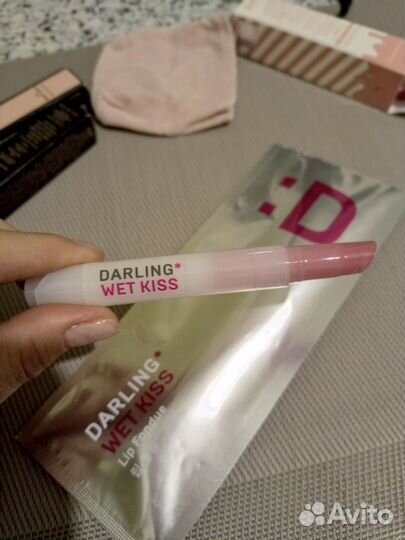 :D
DARLING*
WET KISS
DARLING*
WET KISS
Lip Fondue
Avito